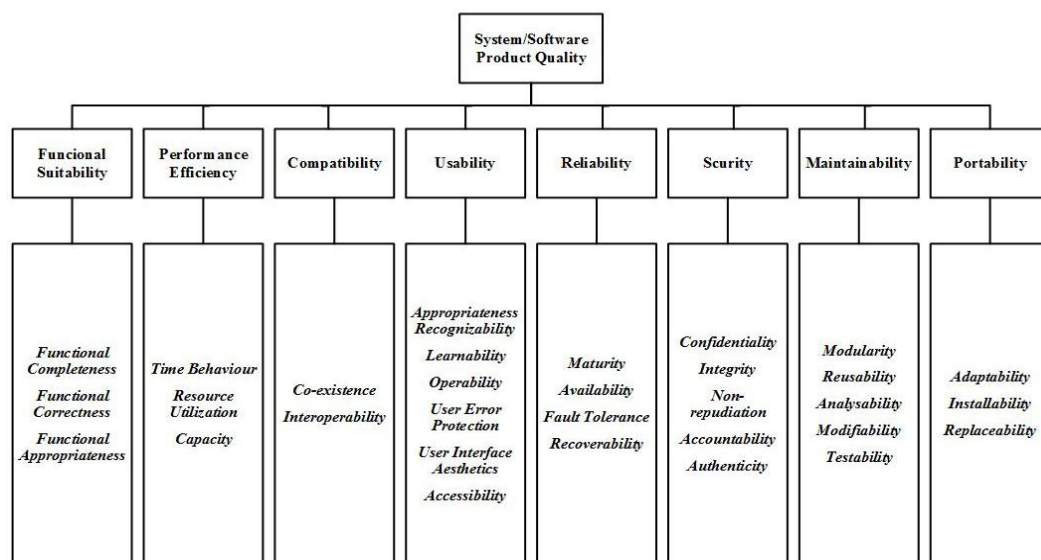 System/Software
Product Quality
Funcional
Suitability
Performance
Efficiency
Compatibility
Usability
Reliability
Scurity
Maintainability
Portability
Functional
Completeness
Functional
Correctness
Functional
Appropriateness
Time Behaviour
Resource
Utilization
Capacity
Co-existence
Interoperability
Appropriateness
Recognizability
Learnability
Operability
User Error
Protection
User Interface
Aesthetics
Accessibility
Maturity
Availability
Fault Tolerance
Recoverability
Confidentiality
Integrity
Non-
repudiation
Accountability
Authenticity
Modularity
Reusability
Analysability
Modifiability
Testability
Adaptability
Installability
Replaceability